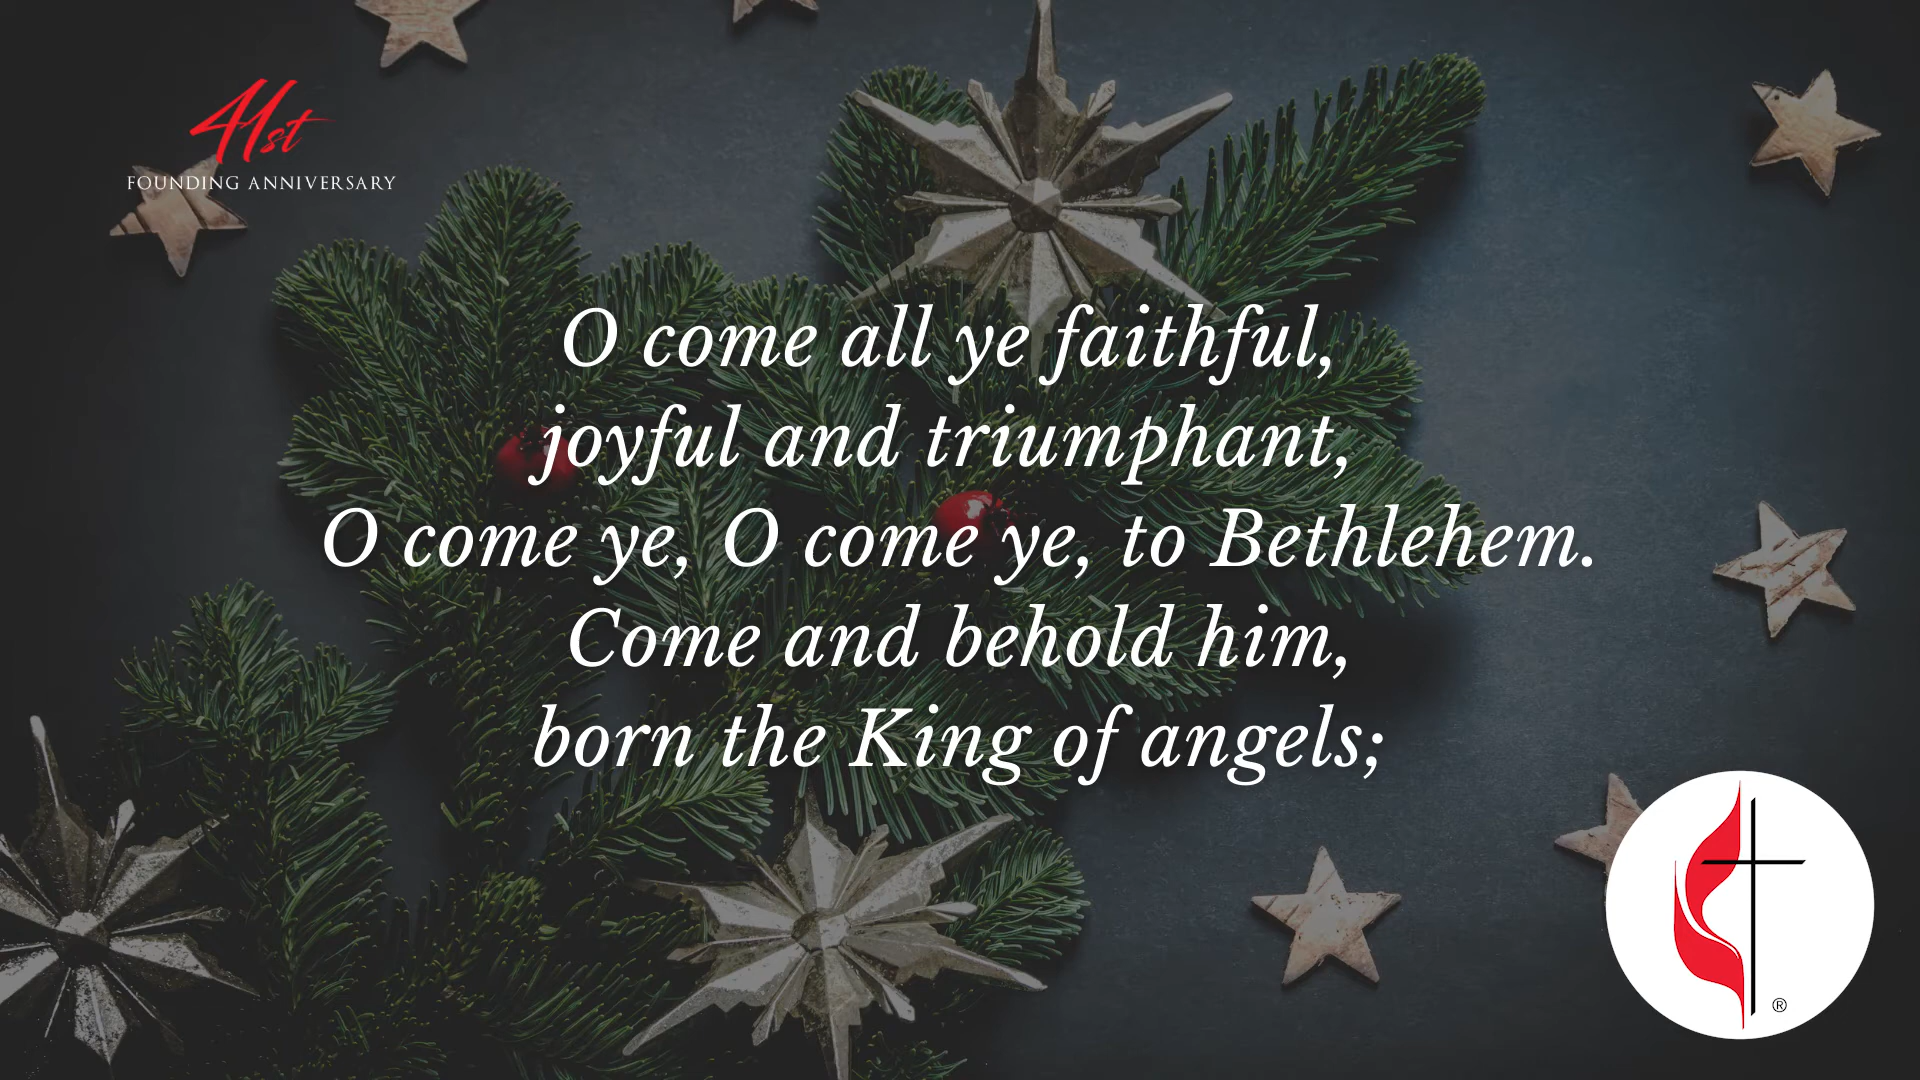 41st
FOUNDING ANNIVERSARY
O come all ye faithful,
joyful and triumphant,
O come ye, O come ye, to Bethlehem.
Come and behold him,
born the King of angels;
®